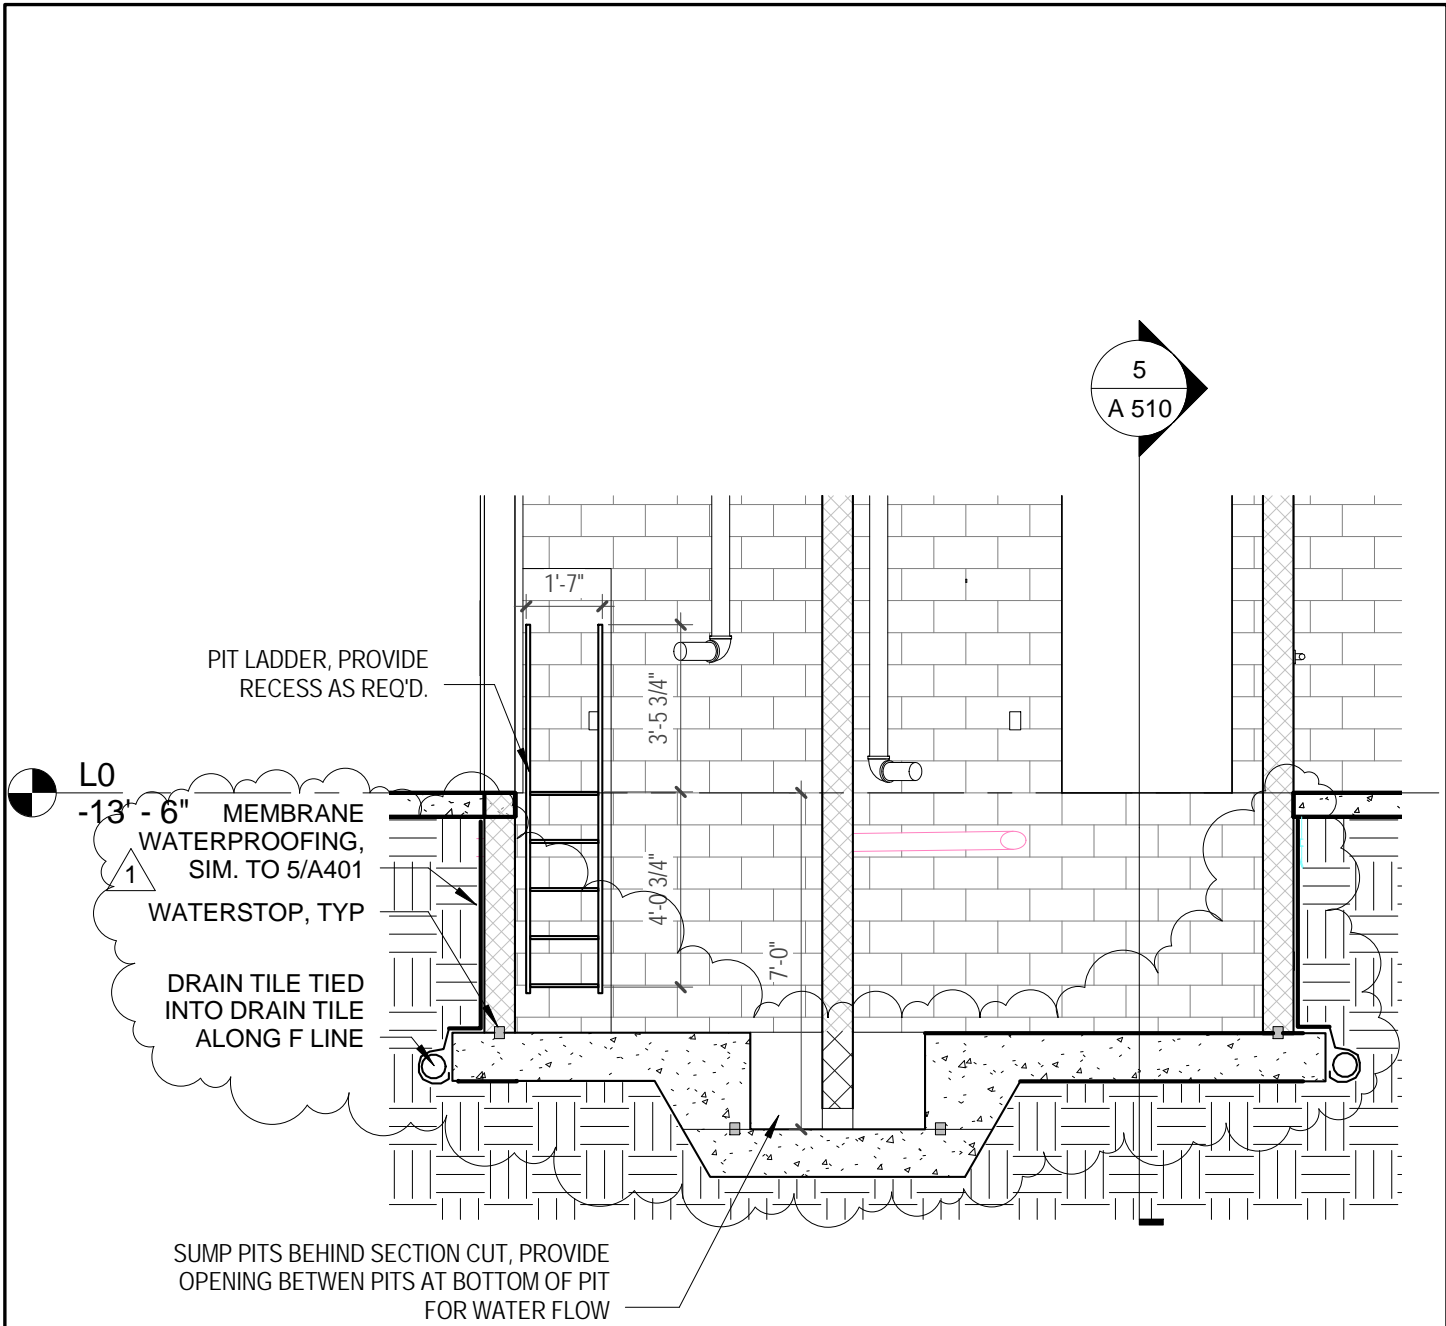 5
A 510
1'-7"
PIT LADDER, PROVIDE
RECESS AS REQ'D.
3'-5 3/4"
L0
-13' - 6"
MEMBRANE
WATERPROOFING,
SIM. TO 5/A401
1
WATERSTOP, TYP
4'-0 3/4"
7'-0"
DRAIN TILE TIED
INTO DRAIN TILE
ALONG F LINE
SUMP PITS BEHIND SECTION CUT, PROVIDE
OPENING BETWEN PITS AT BOTTOM OF PIT
FOR WATER FLOW